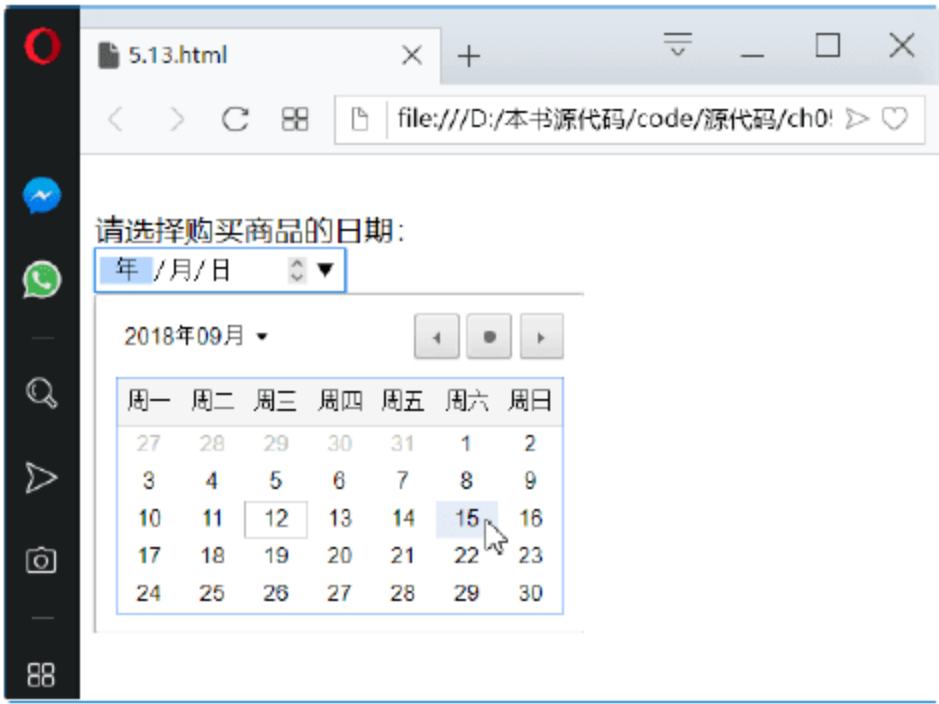 5.13.html
file:///D:/本书源代码/code/源代码/ch05
请选择购买商品的日期：
年 /月/日
2018年09月
周一 周二 周三 周四 周五 周六 周日
27 28 29 30 31 1 2
3 4 5 6 7 8 9
10 11 12 13 14 15 16
17 18 19 20 21 22 23
24 25 26 27 28 29 30